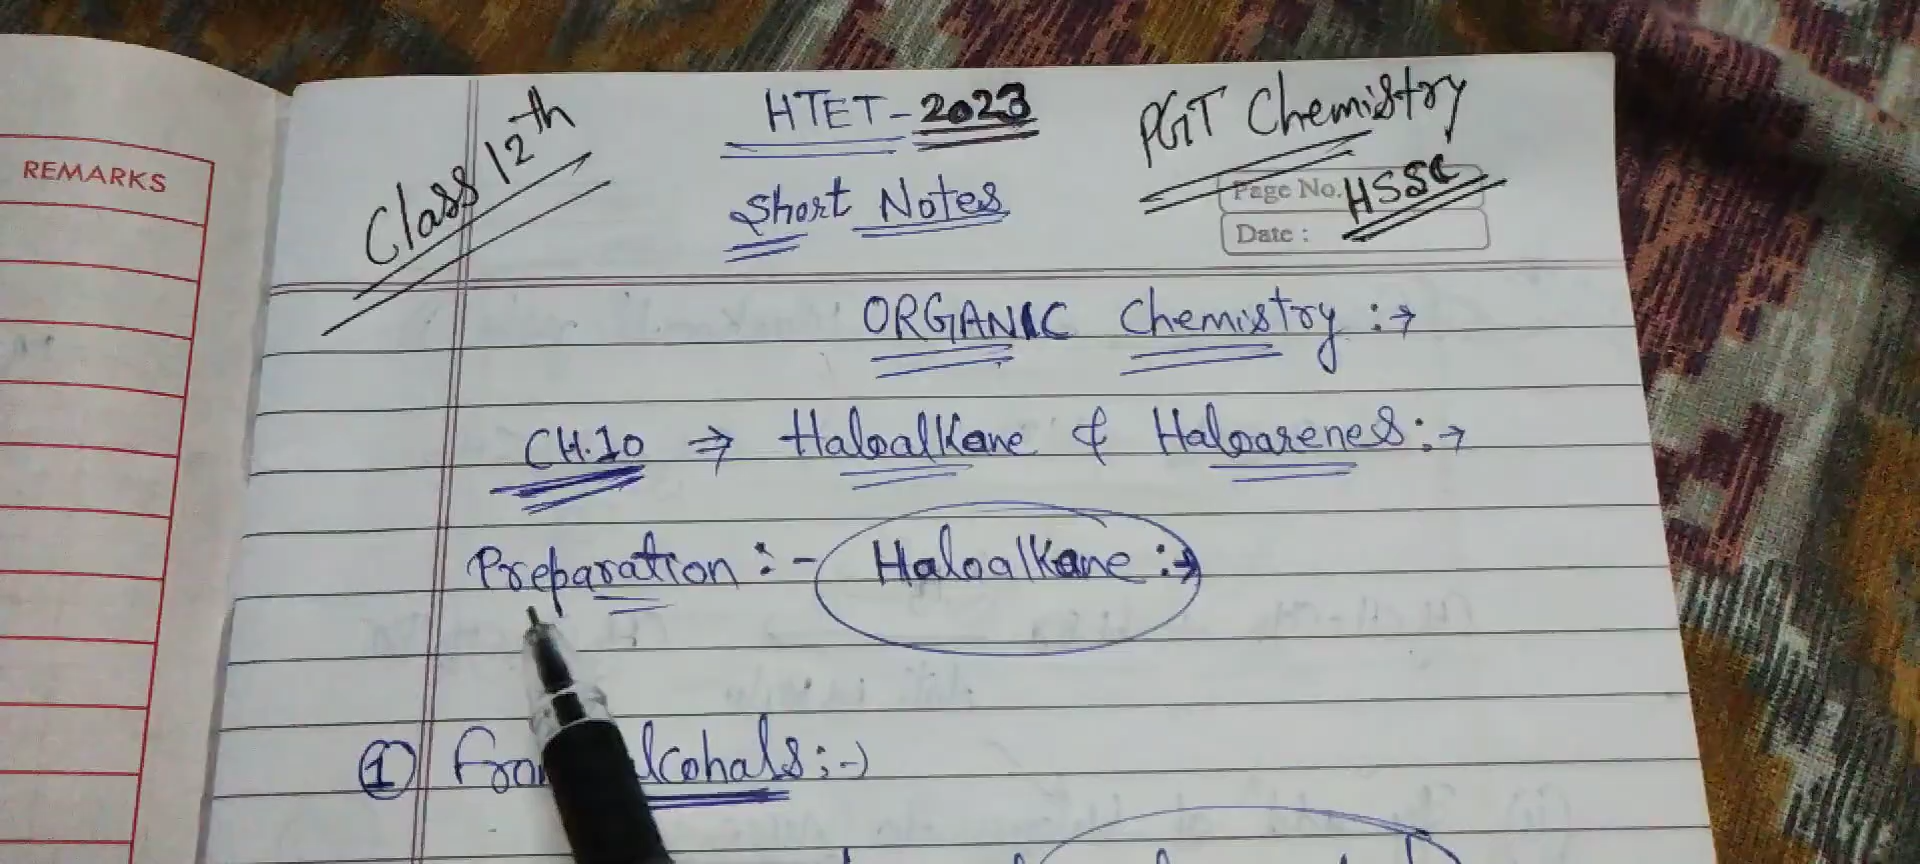 REMARKS
Class 12th
HTET-2023
Short Notes
PGT Chemistry
Page No. HSSC
Date :
ORGANIC Chemistry :→
CH.10 ⇒ Haloalkane & Haloarenes :→
Preparation :- Haloalkane :→
① From alcohals :-)